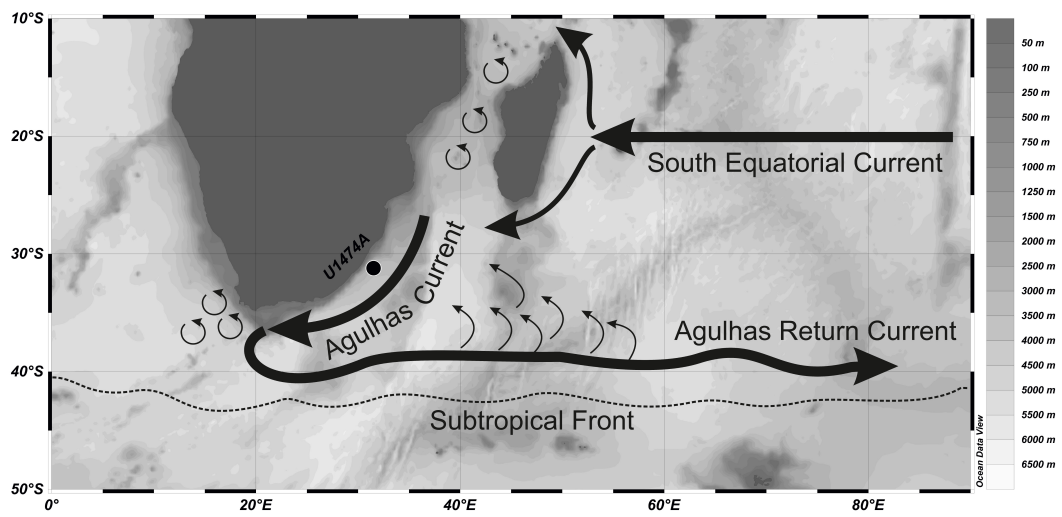 10°S
20°S
30°S
40°S
50°S
0°
20°E
40°E
60°E
80°E
South Equatorial Current
U1474A
Agulhas Current
Agulhas Return Current
Subtropical Front
Ocean Data View
50 m
100 m
250 m
500 m
750 m
1000 m
1250 m
1500 m
2000 m
2500 m
3000 m
3500 m
4000 m
4500 m
5000 m
5500 m
6000 m
6500 m